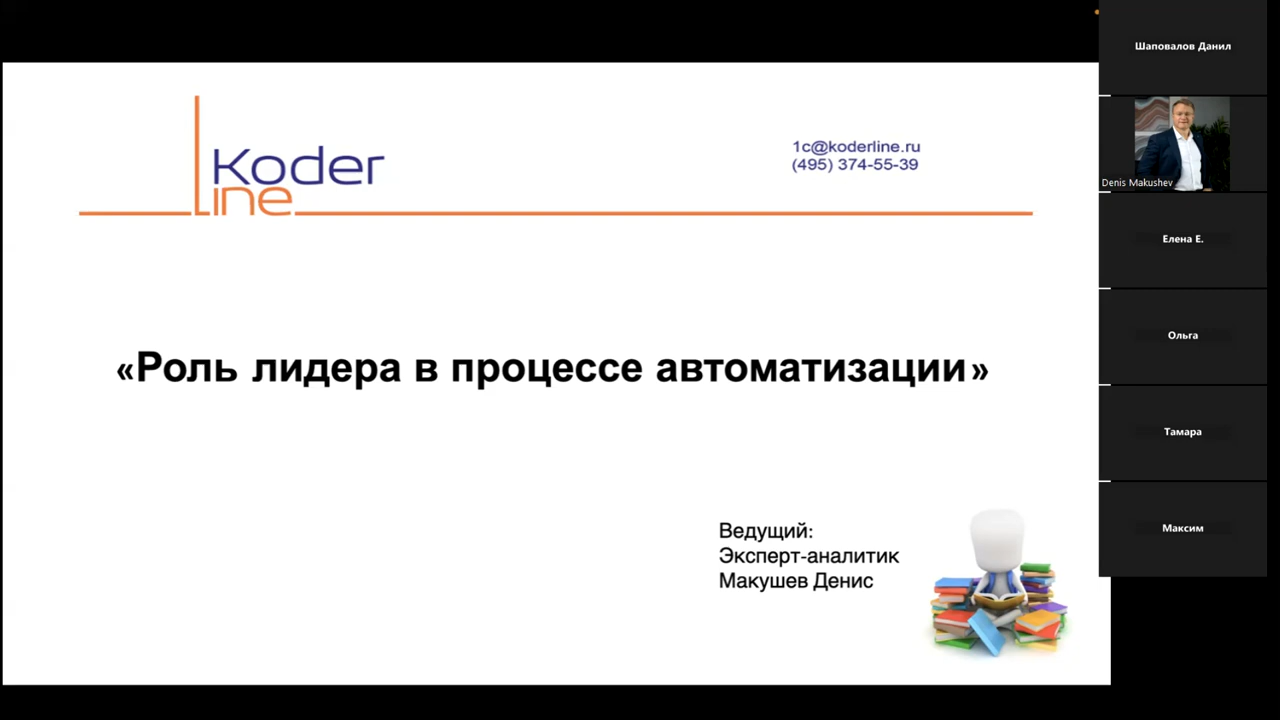 Koder
Line
1c@koderline.ru
(495) 374-55-39
«Роль лидера в процессе автоматизации»
Ведущий:
Эксперт-аналитик
Макушев Денис
Шаповалов Данил
Denis Makushev
Елена Е.
Ольга
Тамара
Максим